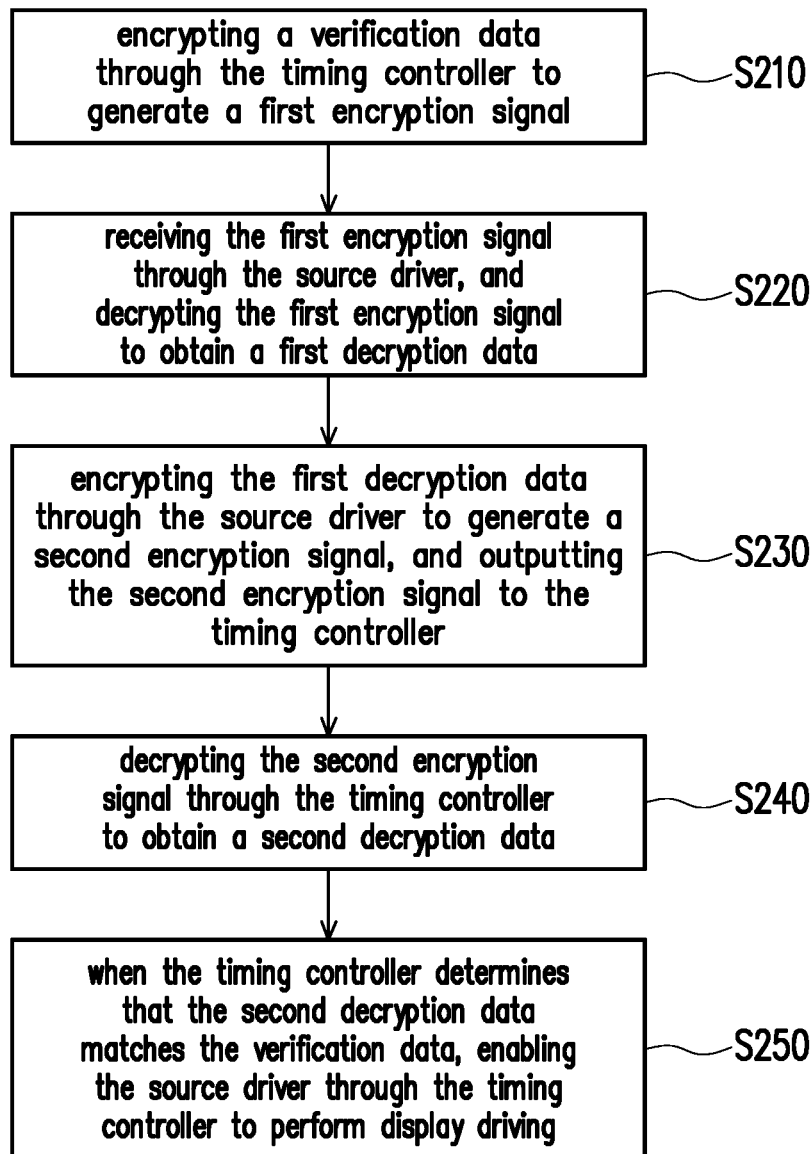 encrypting a verification data
through the timing controller to
generate a first encryption signal
S210
receiving the first encryption signal
through the source driver, and
decrypting the first encryption signal
to obtain a first decryption data
S220
encrypting the first decryption data
through the source driver to generate a
second encryption signal, and outputting
the second encryption signal to the
timing controller
S230
decrypting the second encryption
signal through the timing controller
to obtain a second decryption data
S240
when the timing controller determines
that the second decryption data
matches the verification data, enabling
the source driver through the timing
controller to perform display driving
S250